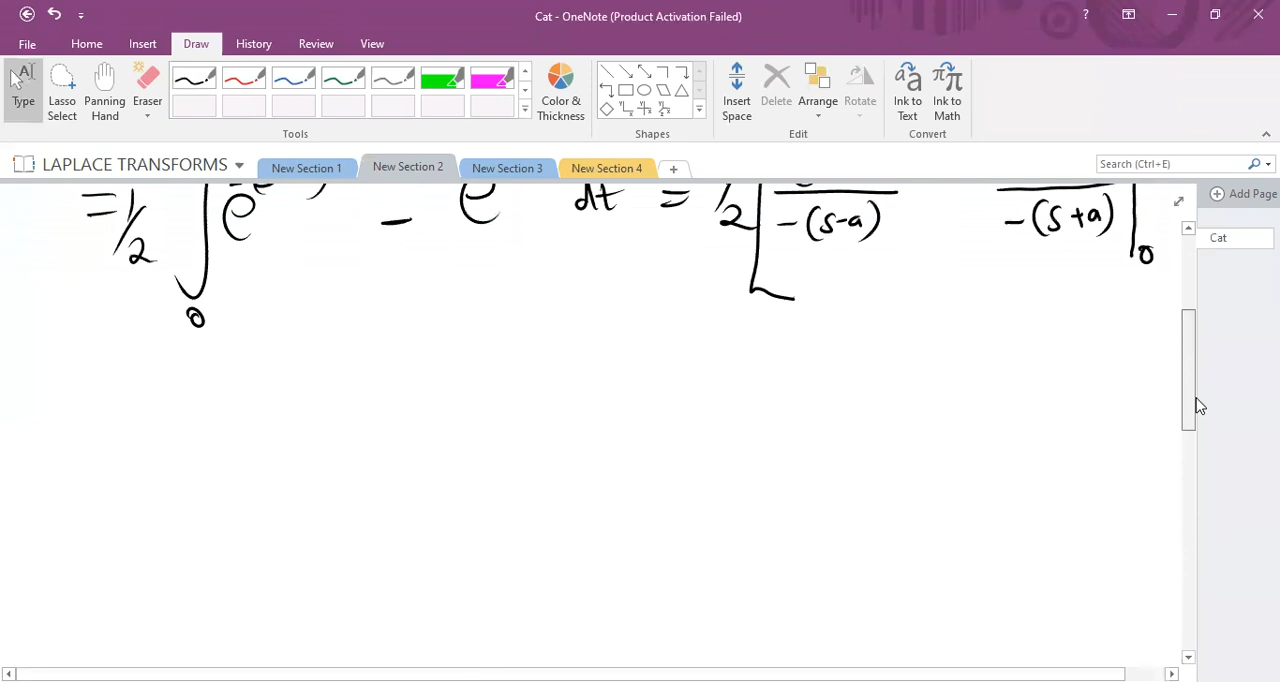 Cat - OneNote (Product Activation Failed)
?
File Home Insert Draw History Review View
Type
Lasso Select
Panning Hand
Eraser
Color & Thickness
Insert Space
Delete
Arrange
Rotate
Ink to Text
Ink to Math
Tools
Shapes
Edit
Convert
LAPLACE TRANSFORMS
New Section 1
New Section 2
New Section 3
New Section 4
+
Search (Ctrl+E)
Add Page
Cat
= 1/2 ∫ e - e dt = 1/2 [ -(s-a) -(s+a)
0 0